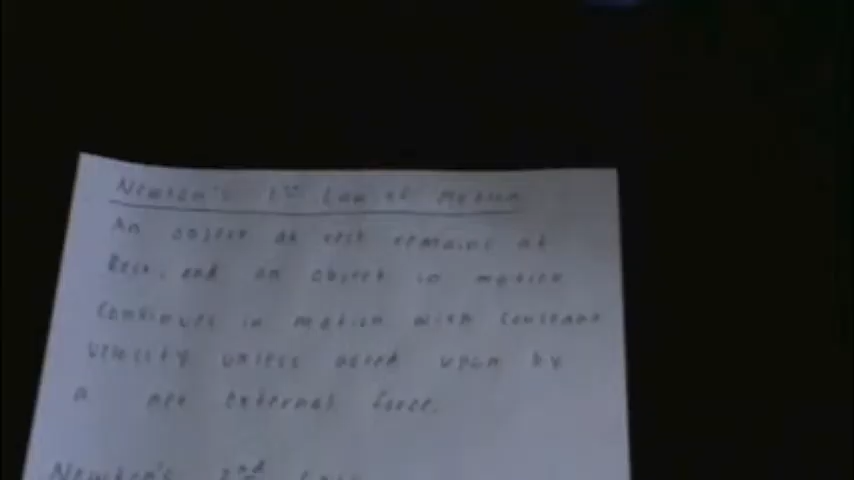 Newton's 1st Law of Motion
An object at rest remains at
Rest, and an object in motion
Continues in motion with constant
velocity unless acted upon by
a net external force.
Newton's 2nd Law